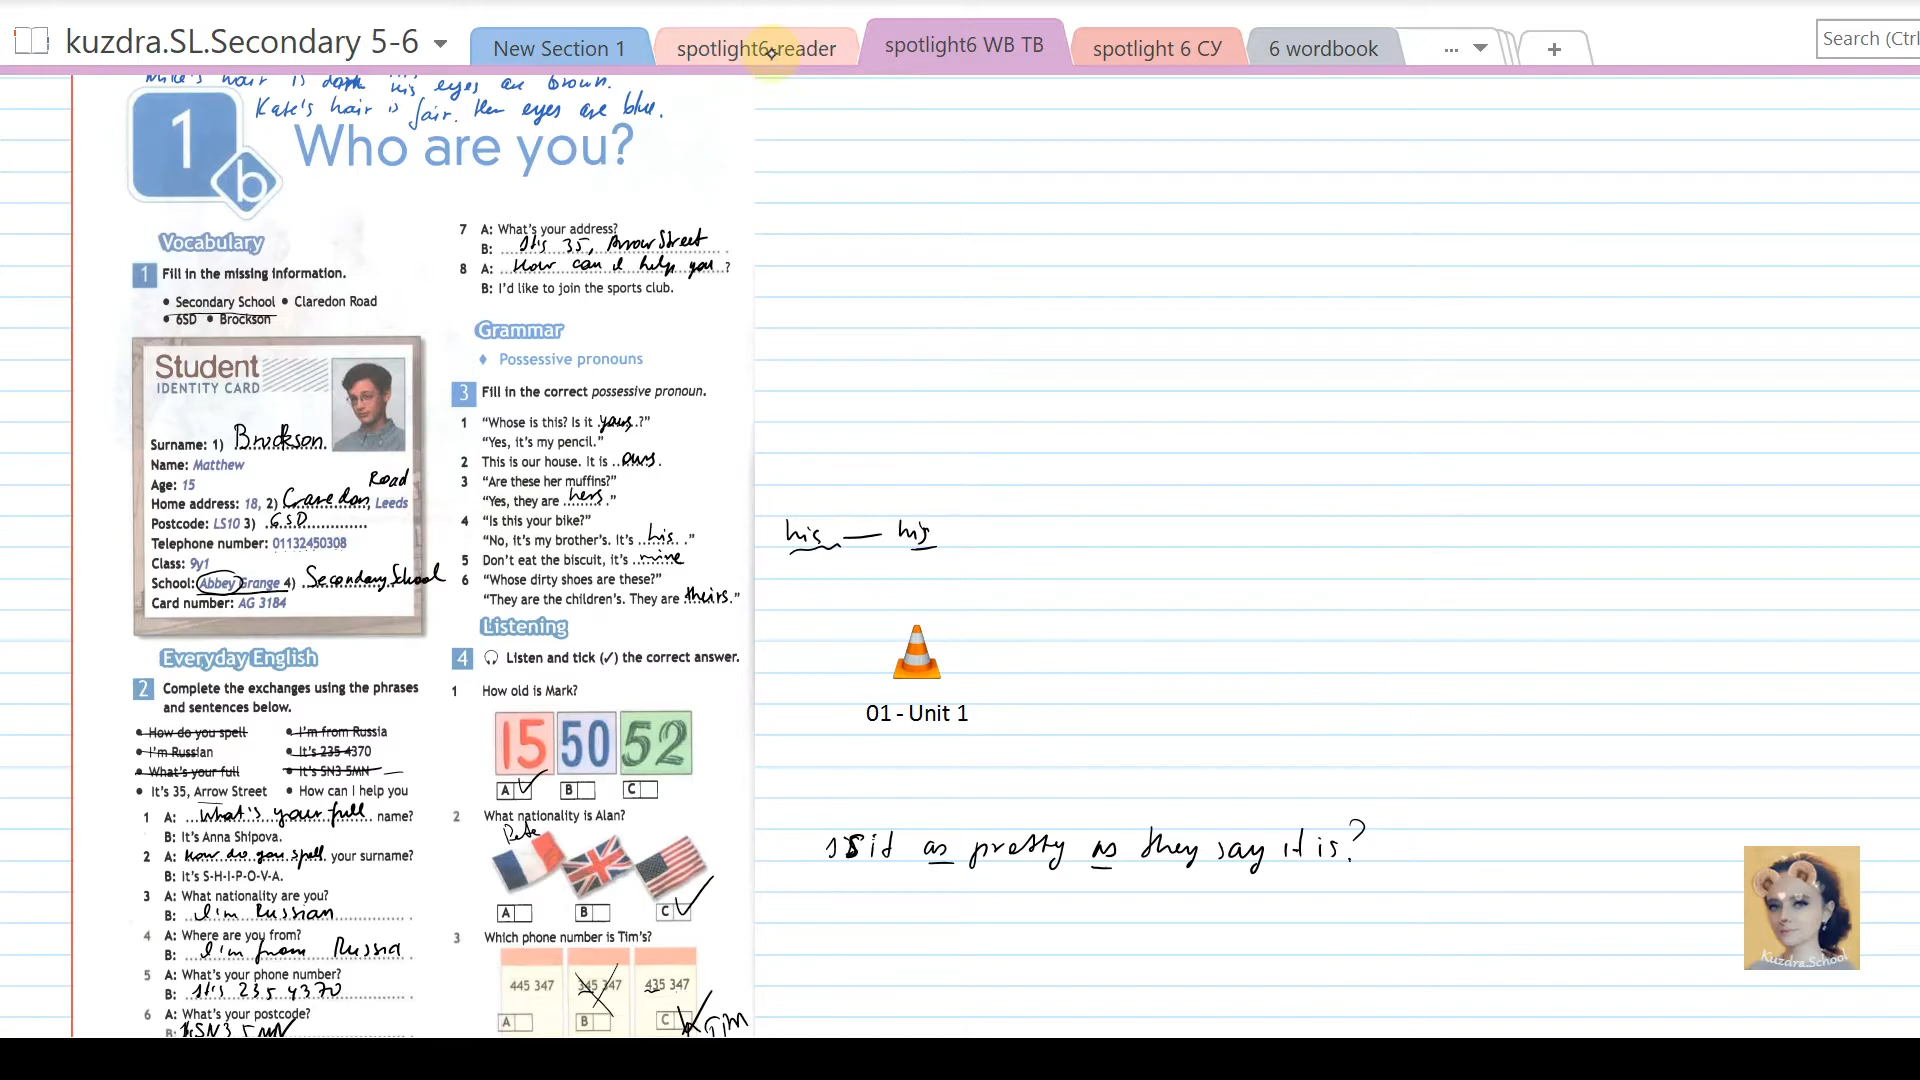 kuzdra.SL.Secondary 5-6
New Section 1
spotlight6 reader
spotlight6 WB TB
spotlight 6 СУ
6 wordbook
...
+
Search (Ctrl
Mike's hair is dark his eyes are brown.
Kate's hair is fair. Her eyes are blue.
1 b
Who are you?
Vocabulary
1 Fill in the missing information.
• Secondary School • Claredon Road
• 6SD • Brockson
Student
IDENTITY CARD
Surname: 1) Brockson.
Name: Matthew
Age: 15
Road
Home address: 18, 2) Claredon, Leeds
Postcode: LS10 3) 6SD
Telephone number: 01132450308
Class: 9y1
School: Abbey Grange 4) Secondary School
Card number: AG 3184
Everyday English
2 Complete the exchanges using the phrases
and sentences below.
• How do you spell • I'm from Russia
• I'm Russian • It's 235 4370
• What's your full • It's SN3 5MN
• It's 35, Arrow Street • How can I help you
1 A: What's your full name?
B: It's Anna Shipova.
2 A: How do you spell your surname?
B: It's S-H-I-P-O-V-A.
3 A: What nationality are you?
B: I'm Russian
4 A: Where are you from?
B: I'm from Russia
5 A: What's your phone number?
B: It's 235 4370
6 A: What's your postcode?
B: SN3 5MN
7 A: What's your address?
B: It's 35, Arrow Street
8 A: How can I help you ?
B: I'd like to join the sports club.
Grammar
♦ Possessive pronouns
3 Fill in the correct possessive pronoun.
1 "Whose is this? Is it yours?"
"Yes, it's my pencil."
2 This is our house. It is ours.
3 "Are these her muffins?"
"Yes, they are hers."
4 "Is this your bike?"
"No, it's my brother's. It's his."
5 Don't eat the biscuit, it's mine
6 "Whose dirty shoes are these?"
"They are the children's. They are theirs."
Listening
4 Listen and tick (✓) the correct answer.
1 How old is Mark?
15 50 52
A ✓ B C
2 What nationality is Alan?
Pete
A B C ✓
3 Which phone number is Tim's?
445 347 345 347 435 347
A B C Tim
his — his
01 - Unit 1
Is it as pretty as they say it is?
Kuzdra.School